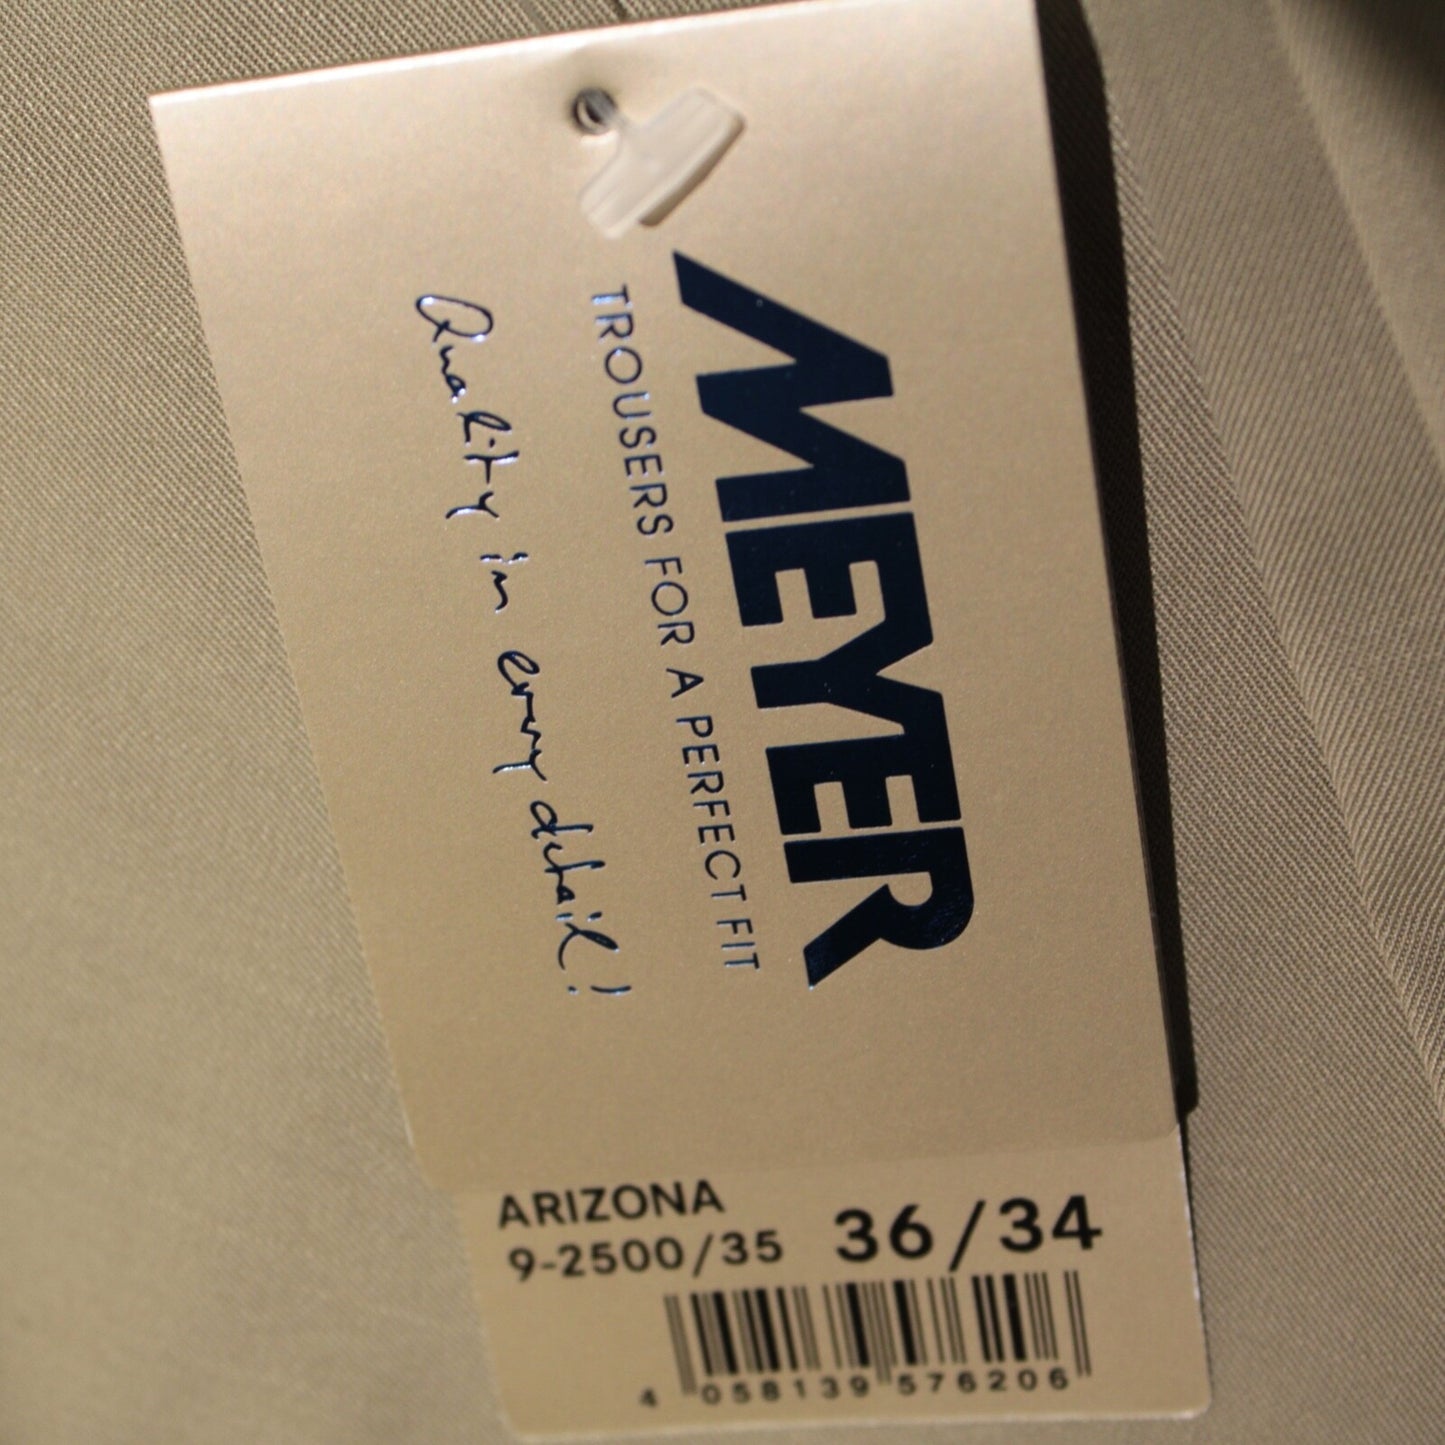 MEYER
TROUSERS FOR A PERFECT FIT
Quality in every detail!
ARIZONA
9-2500/35
36/34
4 058139 576206